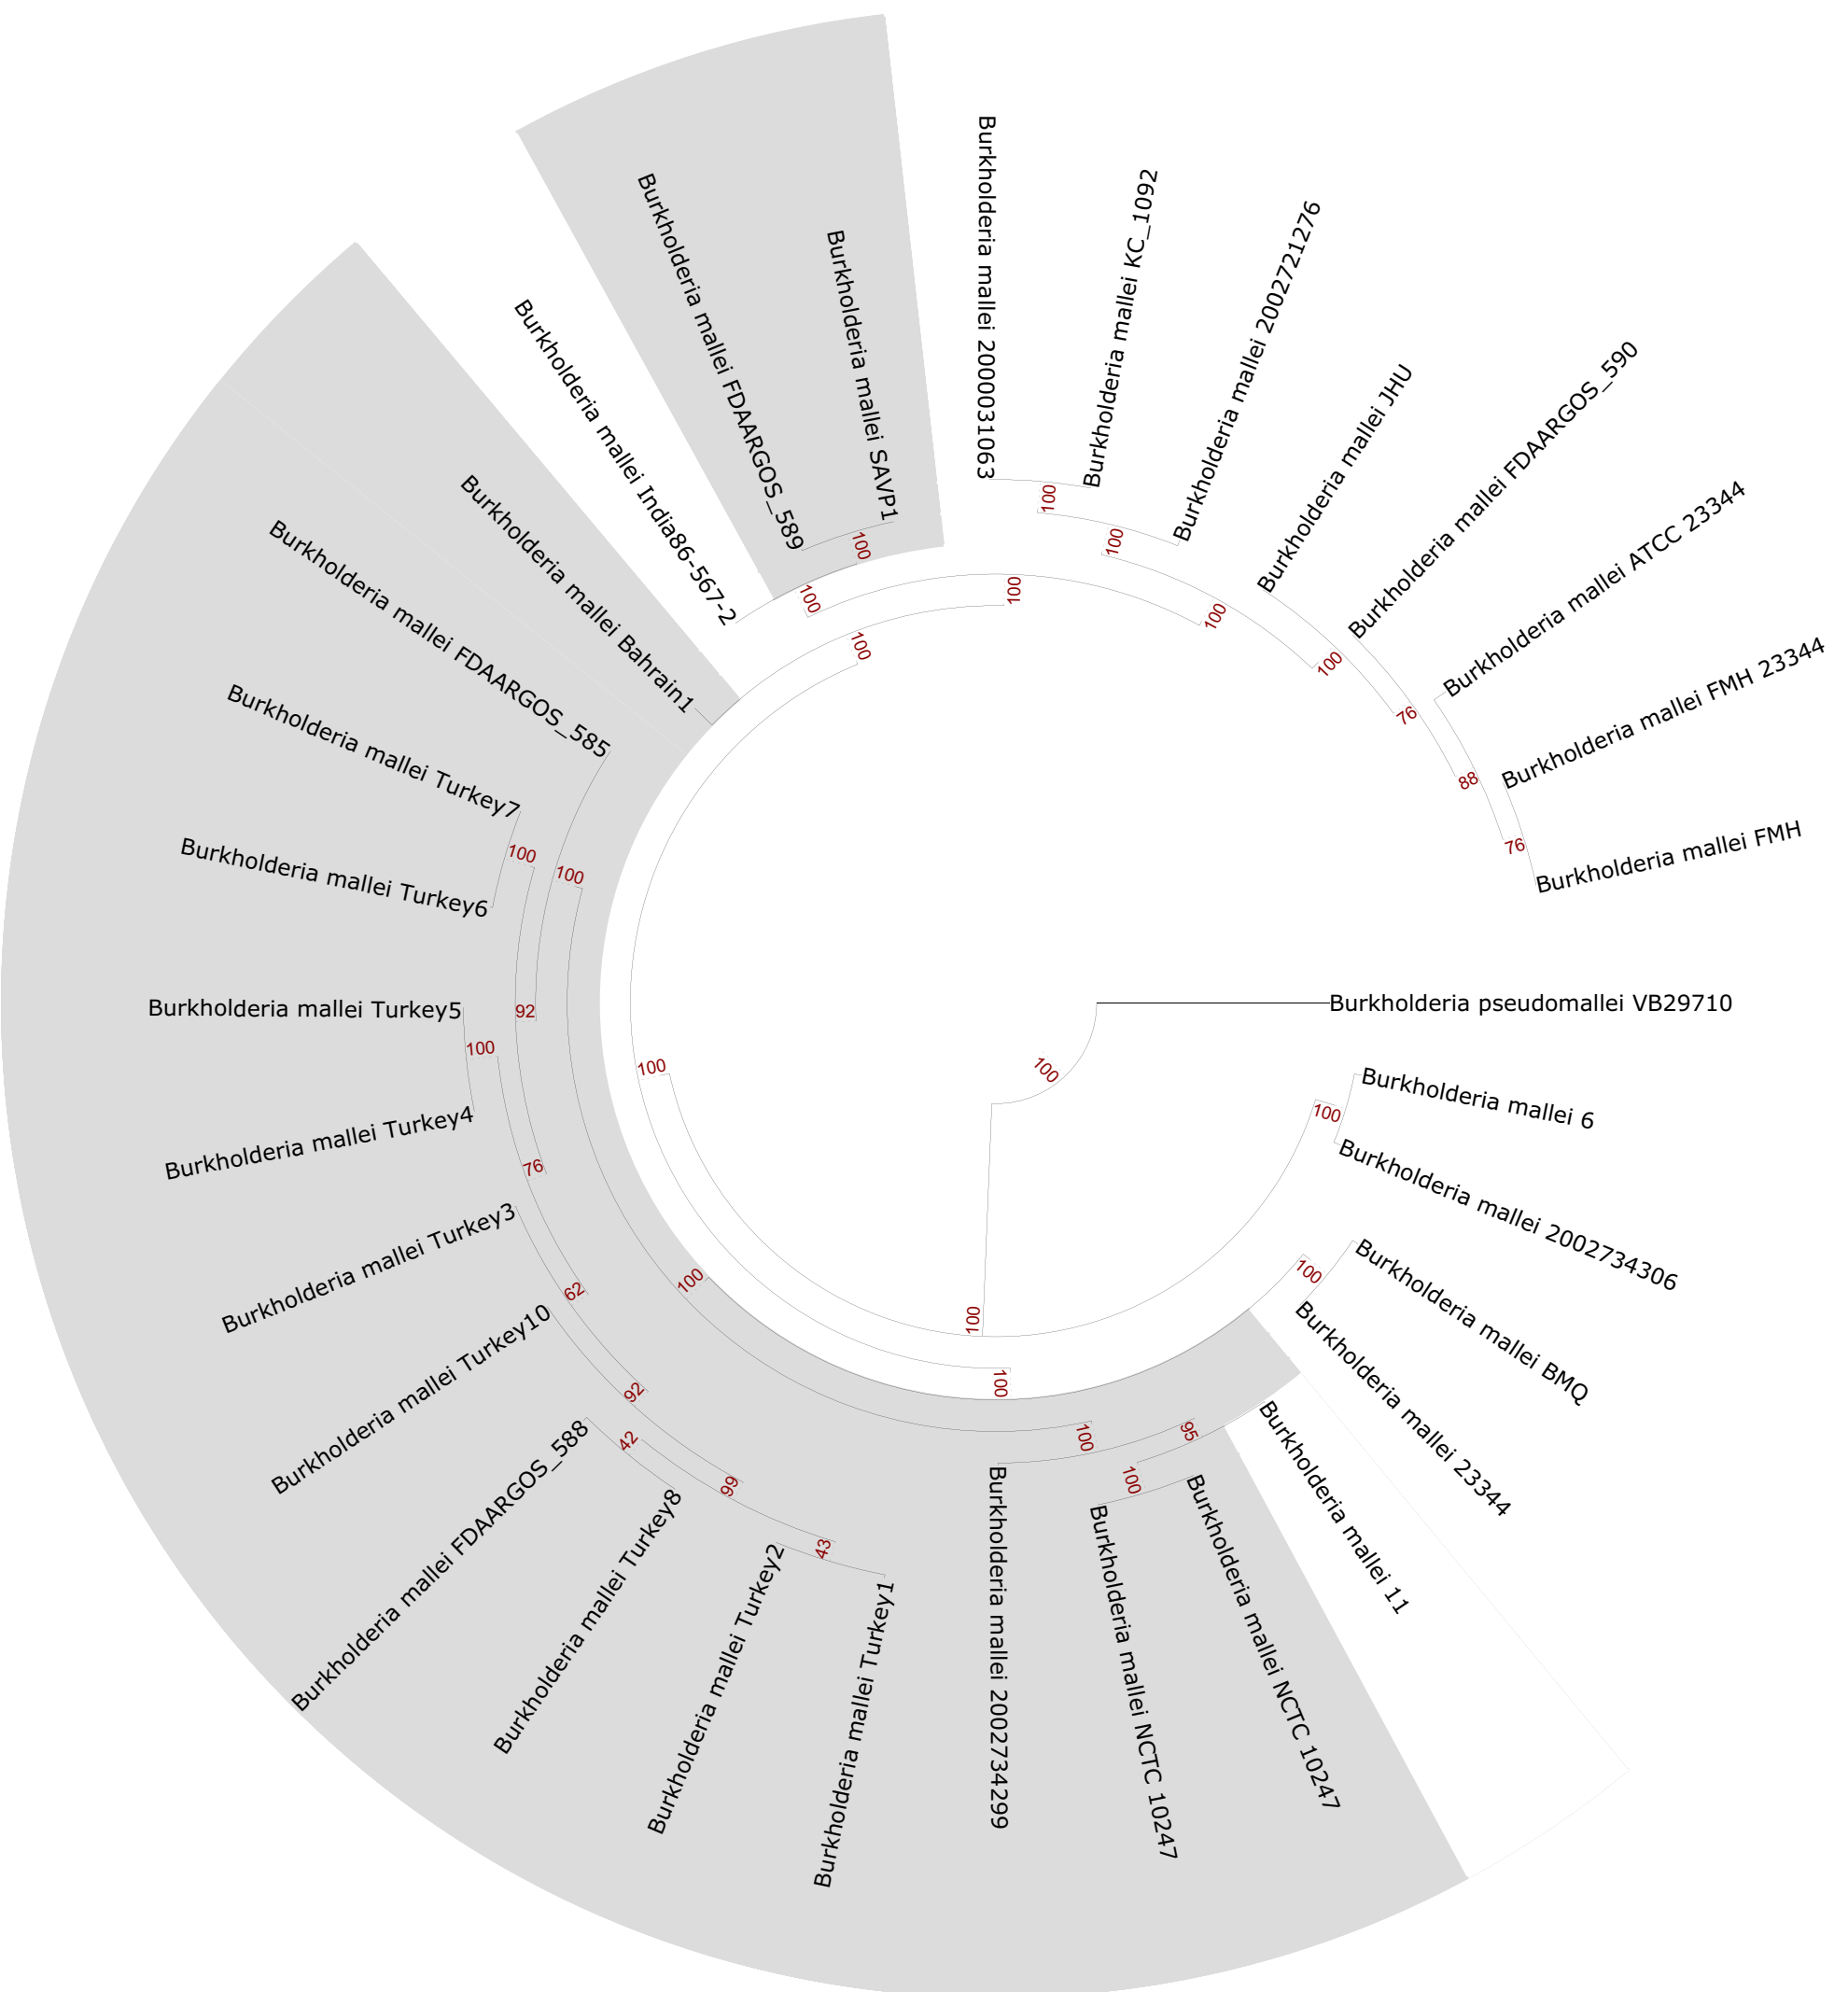 Burkholderia mallei 2000031063
Burkholderia mallei KC_1092
Burkholderia mallei 2002721276
Burkholderia mallei JHU
Burkholderia mallei FDAARGOS_590
Burkholderia mallei ATCC 23344
Burkholderia mallei FMH 23344
Burkholderia mallei FMH
Burkholderia pseudomallei VB29710
Burkholderia mallei 6
Burkholderia mallei 2002734306
Burkholderia mallei BMQ
Burkholderia mallei 23344
Burkholderia mallei 11
Burkholderia mallei NCTC 10247
Burkholderia mallei NCTC 10247
Burkholderia mallei 2002734299
Burkholderia mallei Turkey1
Burkholderia mallei Turkey2
Burkholderia mallei Turkey8
Burkholderia mallei FDAARGOS_588
Burkholderia mallei Turkey10
Burkholderia mallei Turkey3
Burkholderia mallei Turkey4
Burkholderia mallei Turkey5
Burkholderia mallei Turkey6
Burkholderia mallei Turkey7
Burkholderia mallei FDAARGOS_585
Burkholderia mallei Bahrain1
Burkholderia mallei India86-567-2
Burkholderia mallei FDAARGOS_589
Burkholderia mallei SAVP1
100
100
100
100
76
88
76
100
100
100
100
100
100
100
92
100
76
62
92
42
99
43
100
100
95
100
100
100
100
100
100
100